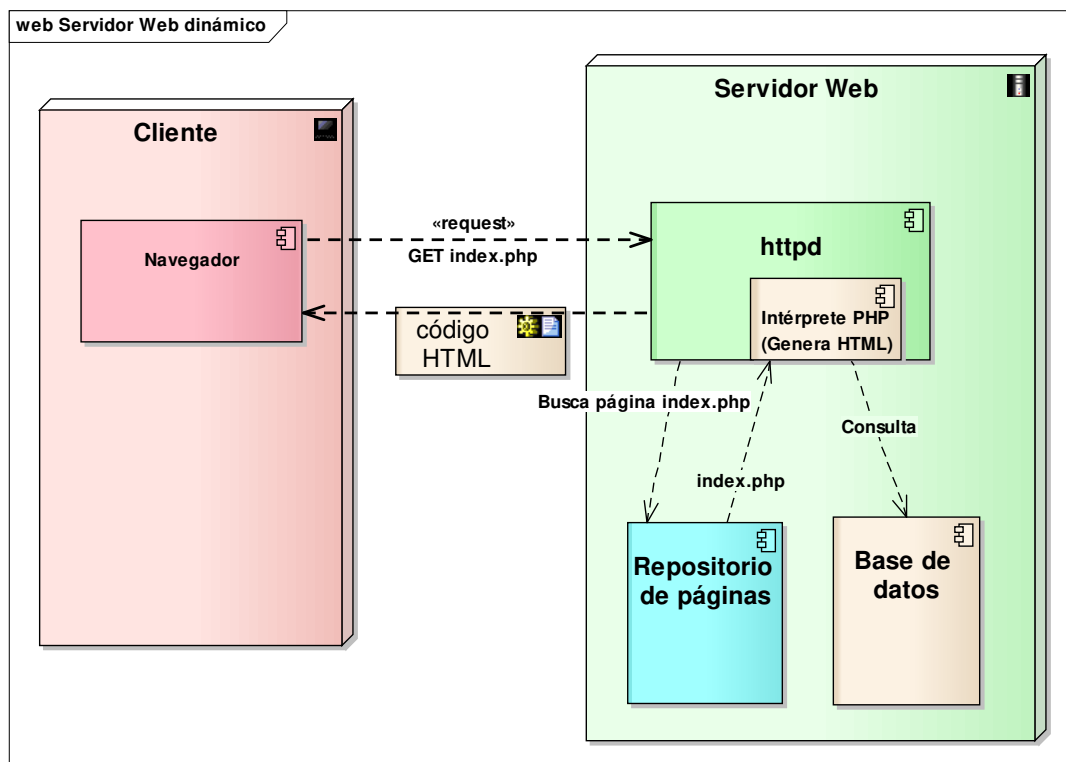 web Servidor Web dinámico
Servidor Web
Cliente
«request»
GET index.php
httpd
Navegador
Intérprete PHP
(Genera HTML)
código
HTML
Busca página index.php
Consulta
index.php
Repositorio
de páginas
Base de
datos